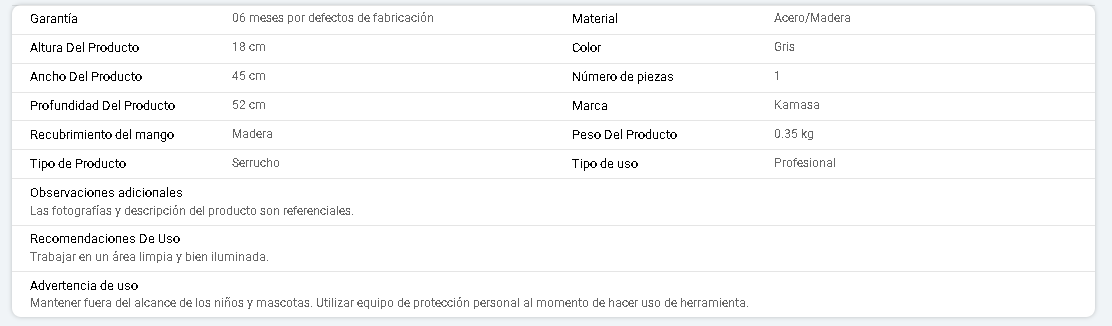 Garantía 06 meses por defectos de fabricación Material Acero/Madera
Altura Del Producto 18 cm Color Gris
Ancho Del Producto 45 cm Número de piezas 1
Profundidad Del Producto 52 cm Marca Kamasa
Recubrimiento del mango Madera Peso Del Producto 0.35 kg
Tipo de Producto Serrucho Tipo de uso Profesional
Observaciones adicionales
Las fotografías y descripción del producto son referenciales.
Recomendaciones De Uso
Trabajar en un área limpia y bien iluminada.
Advertencia de uso
Mantener fuera del alcance de los niños y mascotas. Utilizar equipo de protección personal al momento de hacer uso de herramienta.